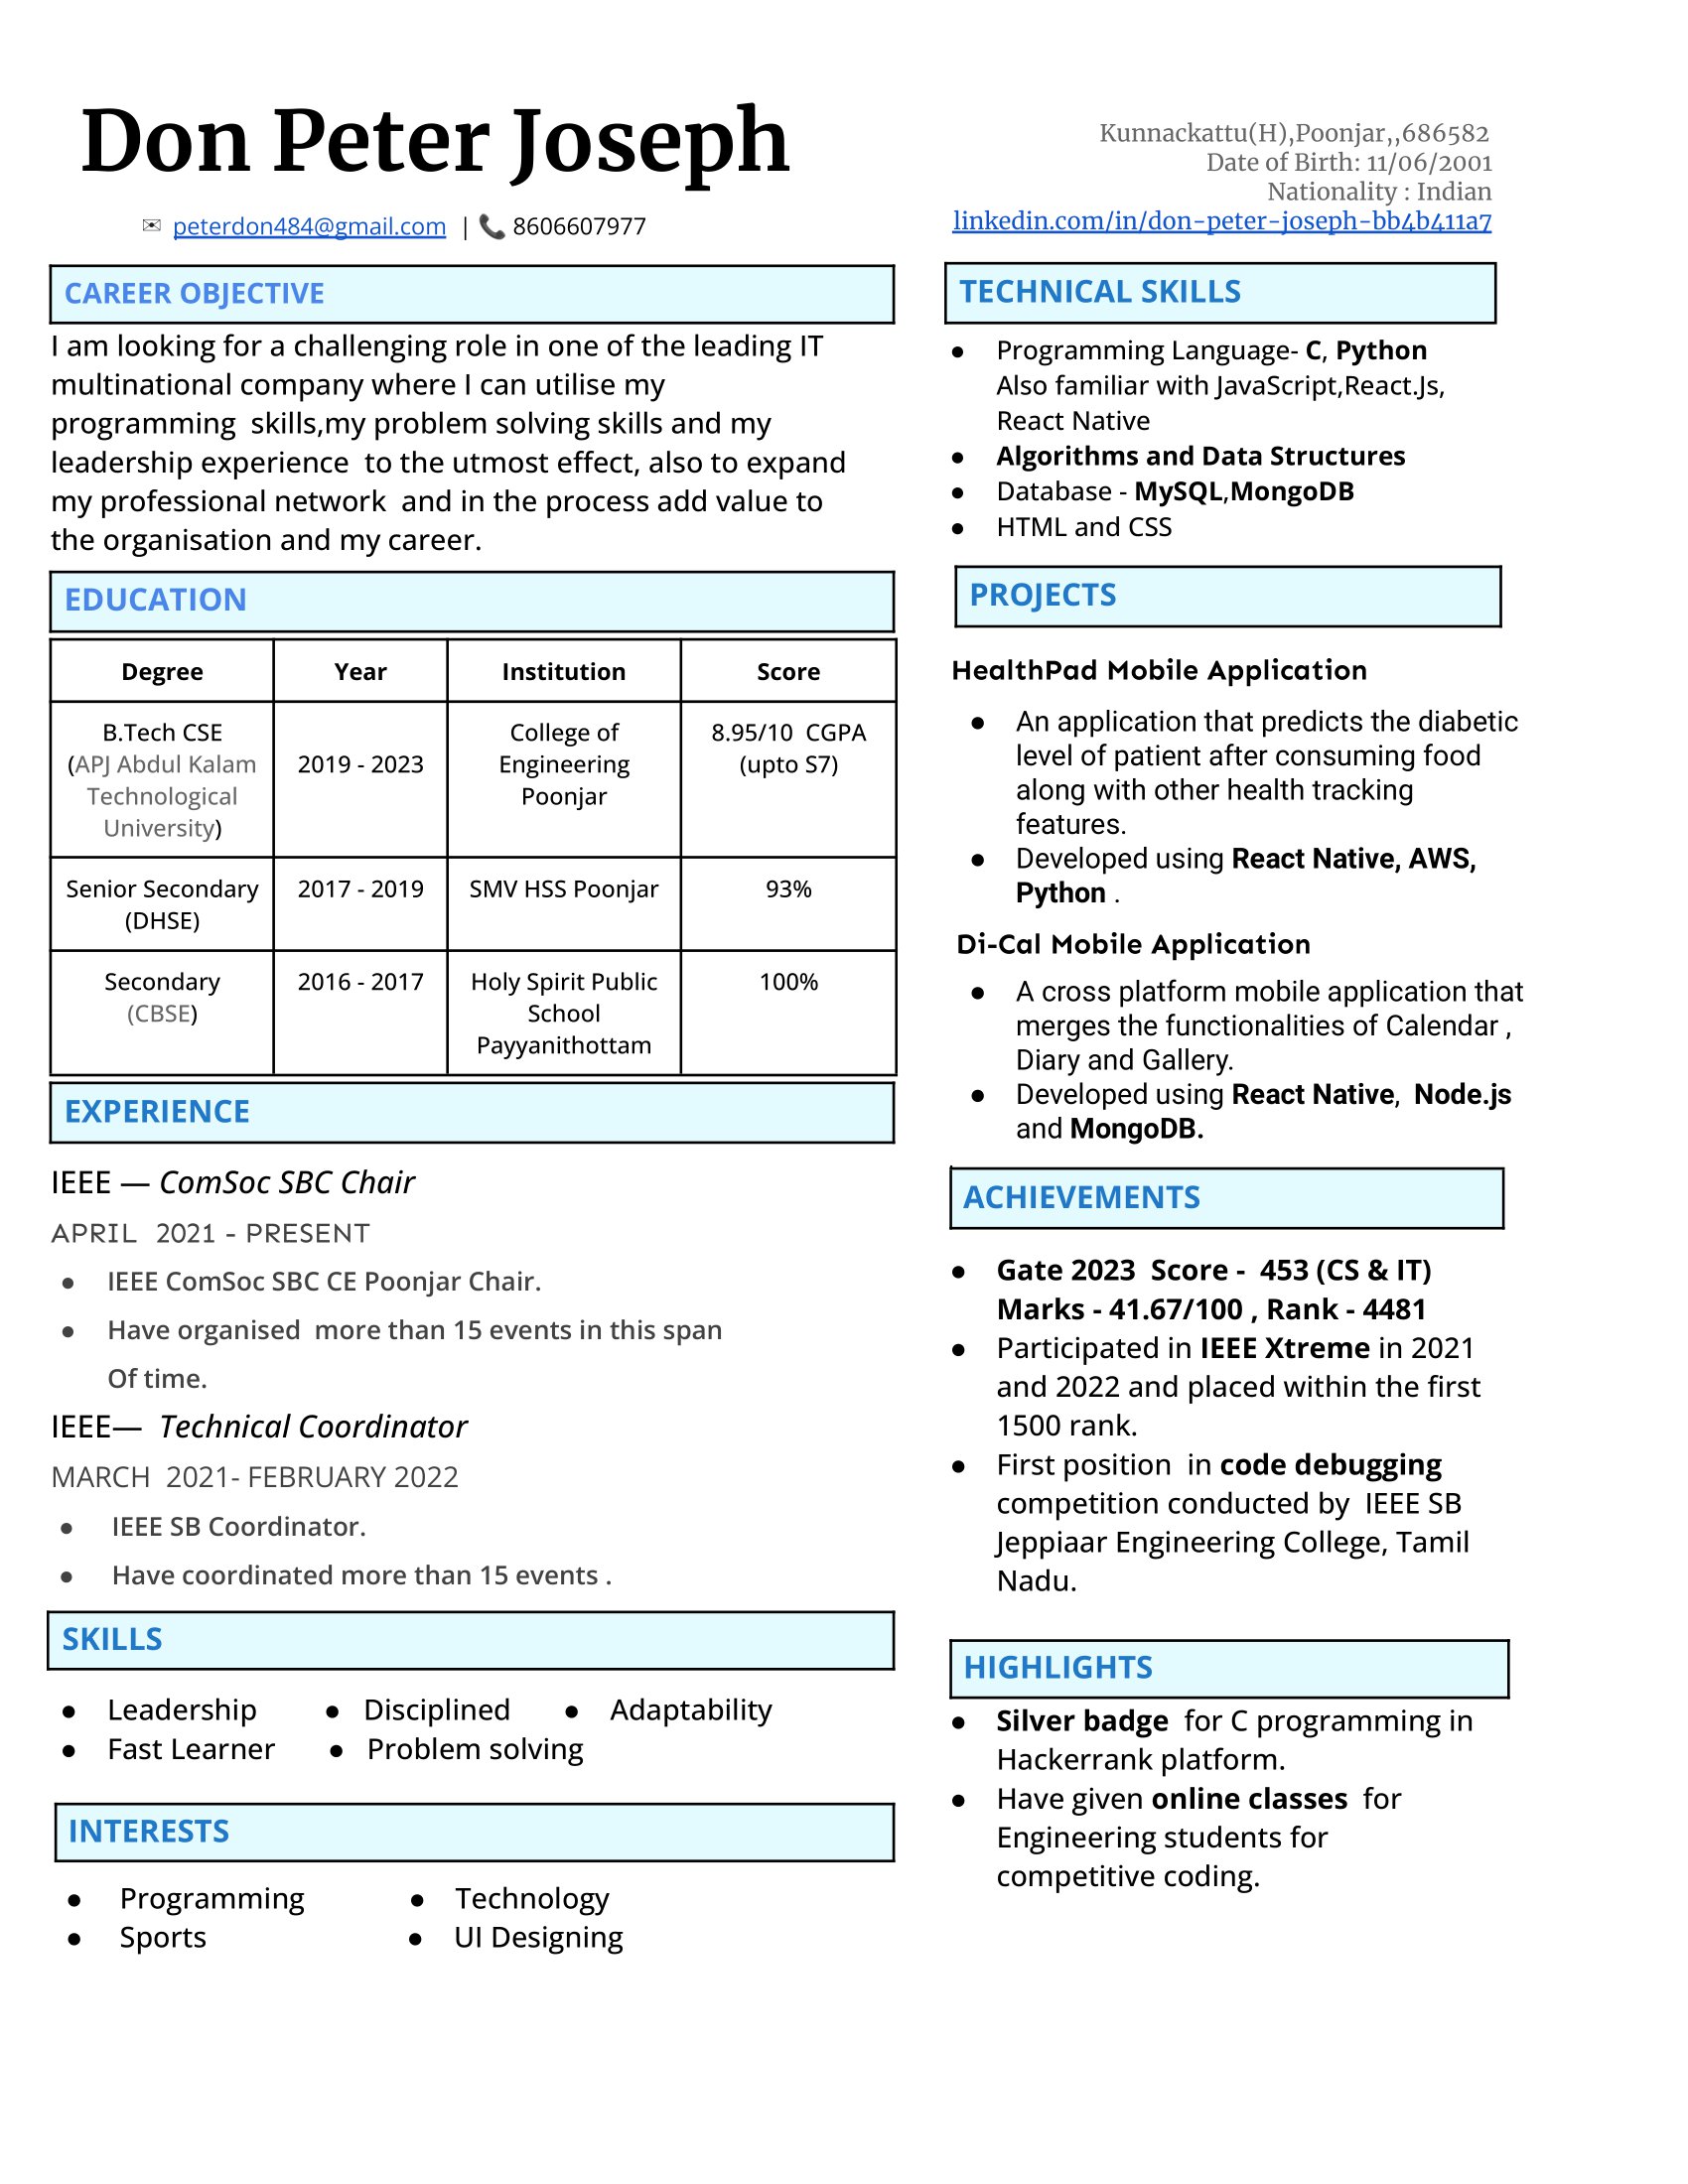 Don Peter Joseph
✉ peterdon484@gmail.com | 📞 8606607977
Kunnackattu(H),Poonjar,,686582
Date of Birth: 11/06/2001
Nationality : Indian
linkedin.com/in/don-peter-joseph-bb4b411a7
CAREER OBJECTIVE
I am looking for a challenging role in one of the leading IT
multinational company where I can utilise my
programming skills,my problem solving skills and my
leadership experience to the utmost effect, also to expand
my professional network and in the process add value to
the organisation and my career.
EDUCATION
Degree Year Institution Score
B.Tech CSE
(APJ Abdul Kalam
Technological
University)
2019 - 2023
College of
Engineering
Poonjar
8.95/10 CGPA
(upto S7)
Senior Secondary
(DHSE)
2017 - 2019
SMV HSS Poonjar
93%
Secondary
(CBSE)
2016 - 2017
Holy Spirit Public
School
Payyanithottam
100%
EXPERIENCE
IEEE — ComSoc SBC Chair
APRIL 2021 - PRESENT
● IEEE ComSoc SBC CE Poonjar Chair.
● Have organised more than 15 events in this span
Of time.
IEEE— Technical Coordinator
MARCH 2021- FEBRUARY 2022
● IEEE SB Coordinator.
● Have coordinated more than 15 events .
SKILLS
● Leadership ● Disciplined ● Adaptability
● Fast Learner ● Problem solving
INTERESTS
● Programming ● Technology
● Sports ● UI Designing
TECHNICAL SKILLS
● Programming Language- C, Python
Also familiar with JavaScript,React.Js,
React Native
● Algorithms and Data Structures
● Database - MySQL,MongoDB
● HTML and CSS
PROJECTS
HealthPad Mobile Application
● An application that predicts the diabetic
level of patient after consuming food
along with other health tracking
features.
● Developed using React Native, AWS,
Python .
Di-Cal Mobile Application
● A cross platform mobile application that
merges the functionalities of Calendar ,
Diary and Gallery.
● Developed using React Native, Node.js
and MongoDB.
ACHIEVEMENTS
● Gate 2023 Score - 453 (CS & IT)
Marks - 41.67/100 , Rank - 4481
● Participated in IEEE Xtreme in 2021
and 2022 and placed within the first
1500 rank.
● First position in code debugging
competition conducted by IEEE SB
Jeppiaar Engineering College, Tamil
Nadu.
HIGHLIGHTS
● Silver badge for C programming in
Hackerrank platform.
● Have given online classes for
Engineering students for
competitive coding.